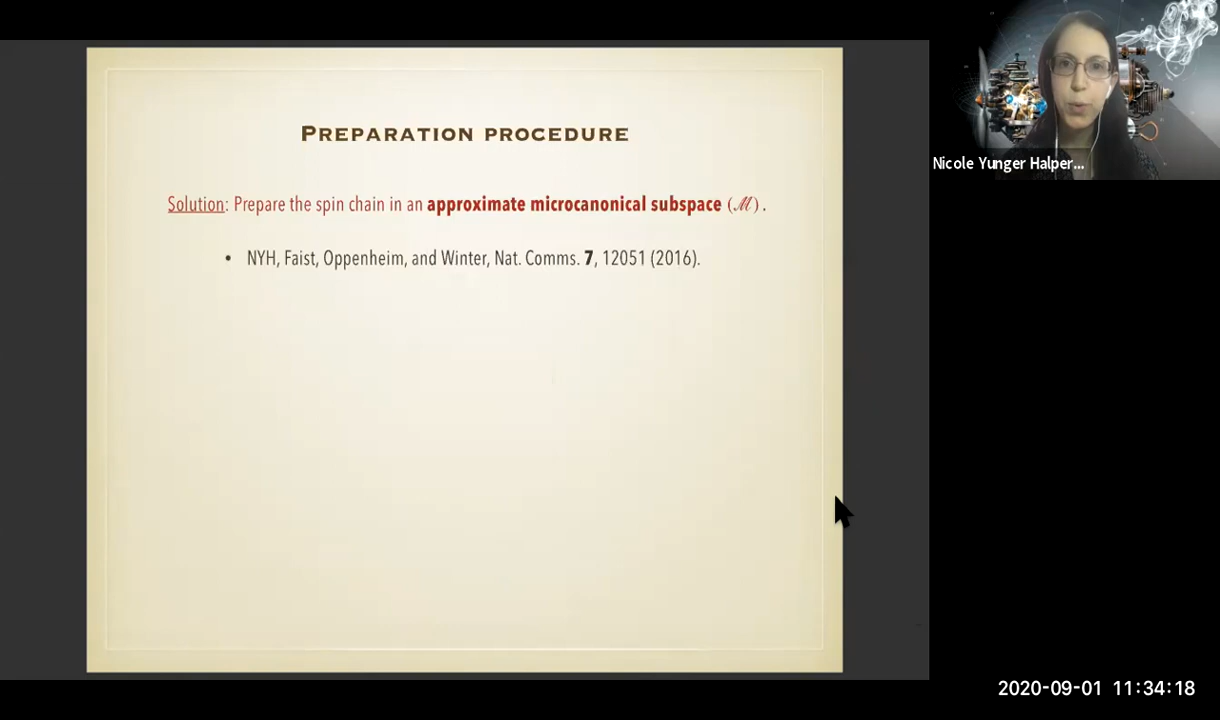 PREPARATION PROCEDURE
Solution: Prepare the spin chain in an approximate microcanonical subspace (ℳ).
• NYH, Faist, Oppenheim, and Winter, Nat. Comms. 7, 12051 (2016).
Nicole Yunger Halper...
2020-09-01 11:34:18